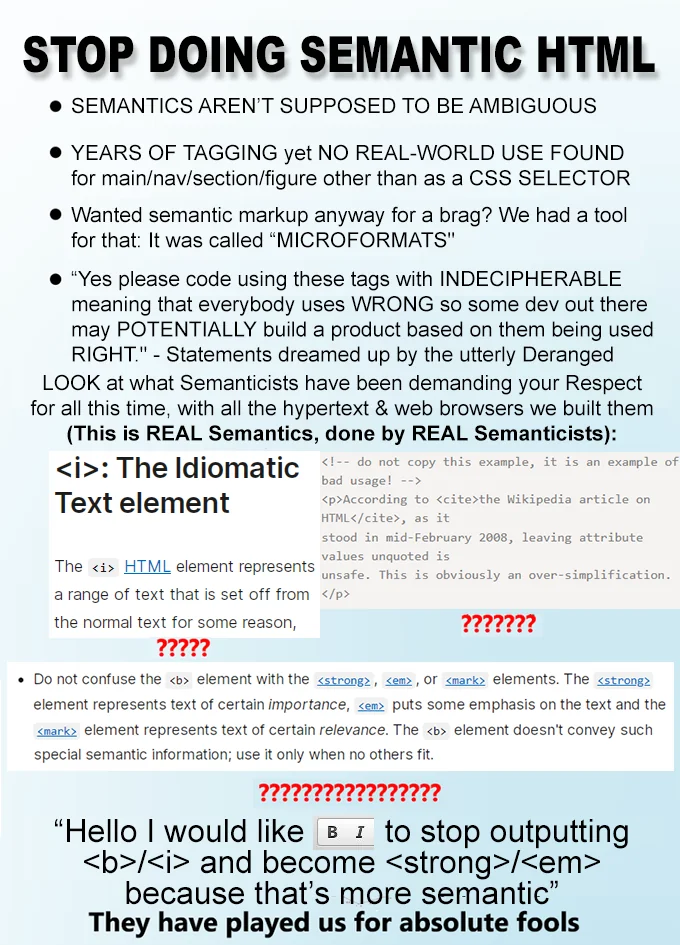 STOP DOING SEMANTIC HTML
● SEMANTICS AREN'T SUPPOSED TO BE AMBIGUOUS
● YEARS OF TAGGING yet NO REAL-WORLD USE FOUND
for main/nav/section/figure other than as a CSS SELECTOR
● Wanted semantic markup anyway for a brag? We had a tool
for that: It was called “MICROFORMATS"
● “Yes please code using these tags with INDECIPHERABLE
meaning that everybody uses WRONG so some dev out there
may POTENTIALLY build a product based on them being used
RIGHT." - Statements dreamed up by the utterly Deranged
LOOK at what Semanticists have been demanding your Respect
for all this time, with all the hypertext & web browsers we built them
(This is REAL Semantics, done by REAL Semanticists):
<i>: The Idiomatic
Text element
The <i> HTML element represents
a range of text that is set off from
the normal text for some reason,
?????
<!-- do not copy this example, it is an example of
bad usage! -->
<p>According to <cite>the Wikipedia article on
HTML</cite>, as it
stood in mid-February 2008, leaving attribute
values unquoted is
unsafe. This is obviously an over-simplification.
</p>
???????
• Do not confuse the <b> element with the <strong>, <em>, or <mark> elements. The <strong>
element represents text of certain importance, <em> puts some emphasis on the text and the
<mark> element represents text of certain relevance. The <b> element doesn't convey such
special semantic information; use it only when no others fit.
?????????????????
“Hello I would like B I to stop outputting
<b>/<i> and become <strong>/<em>
because that's more semantic”
They have played us for absolute fools